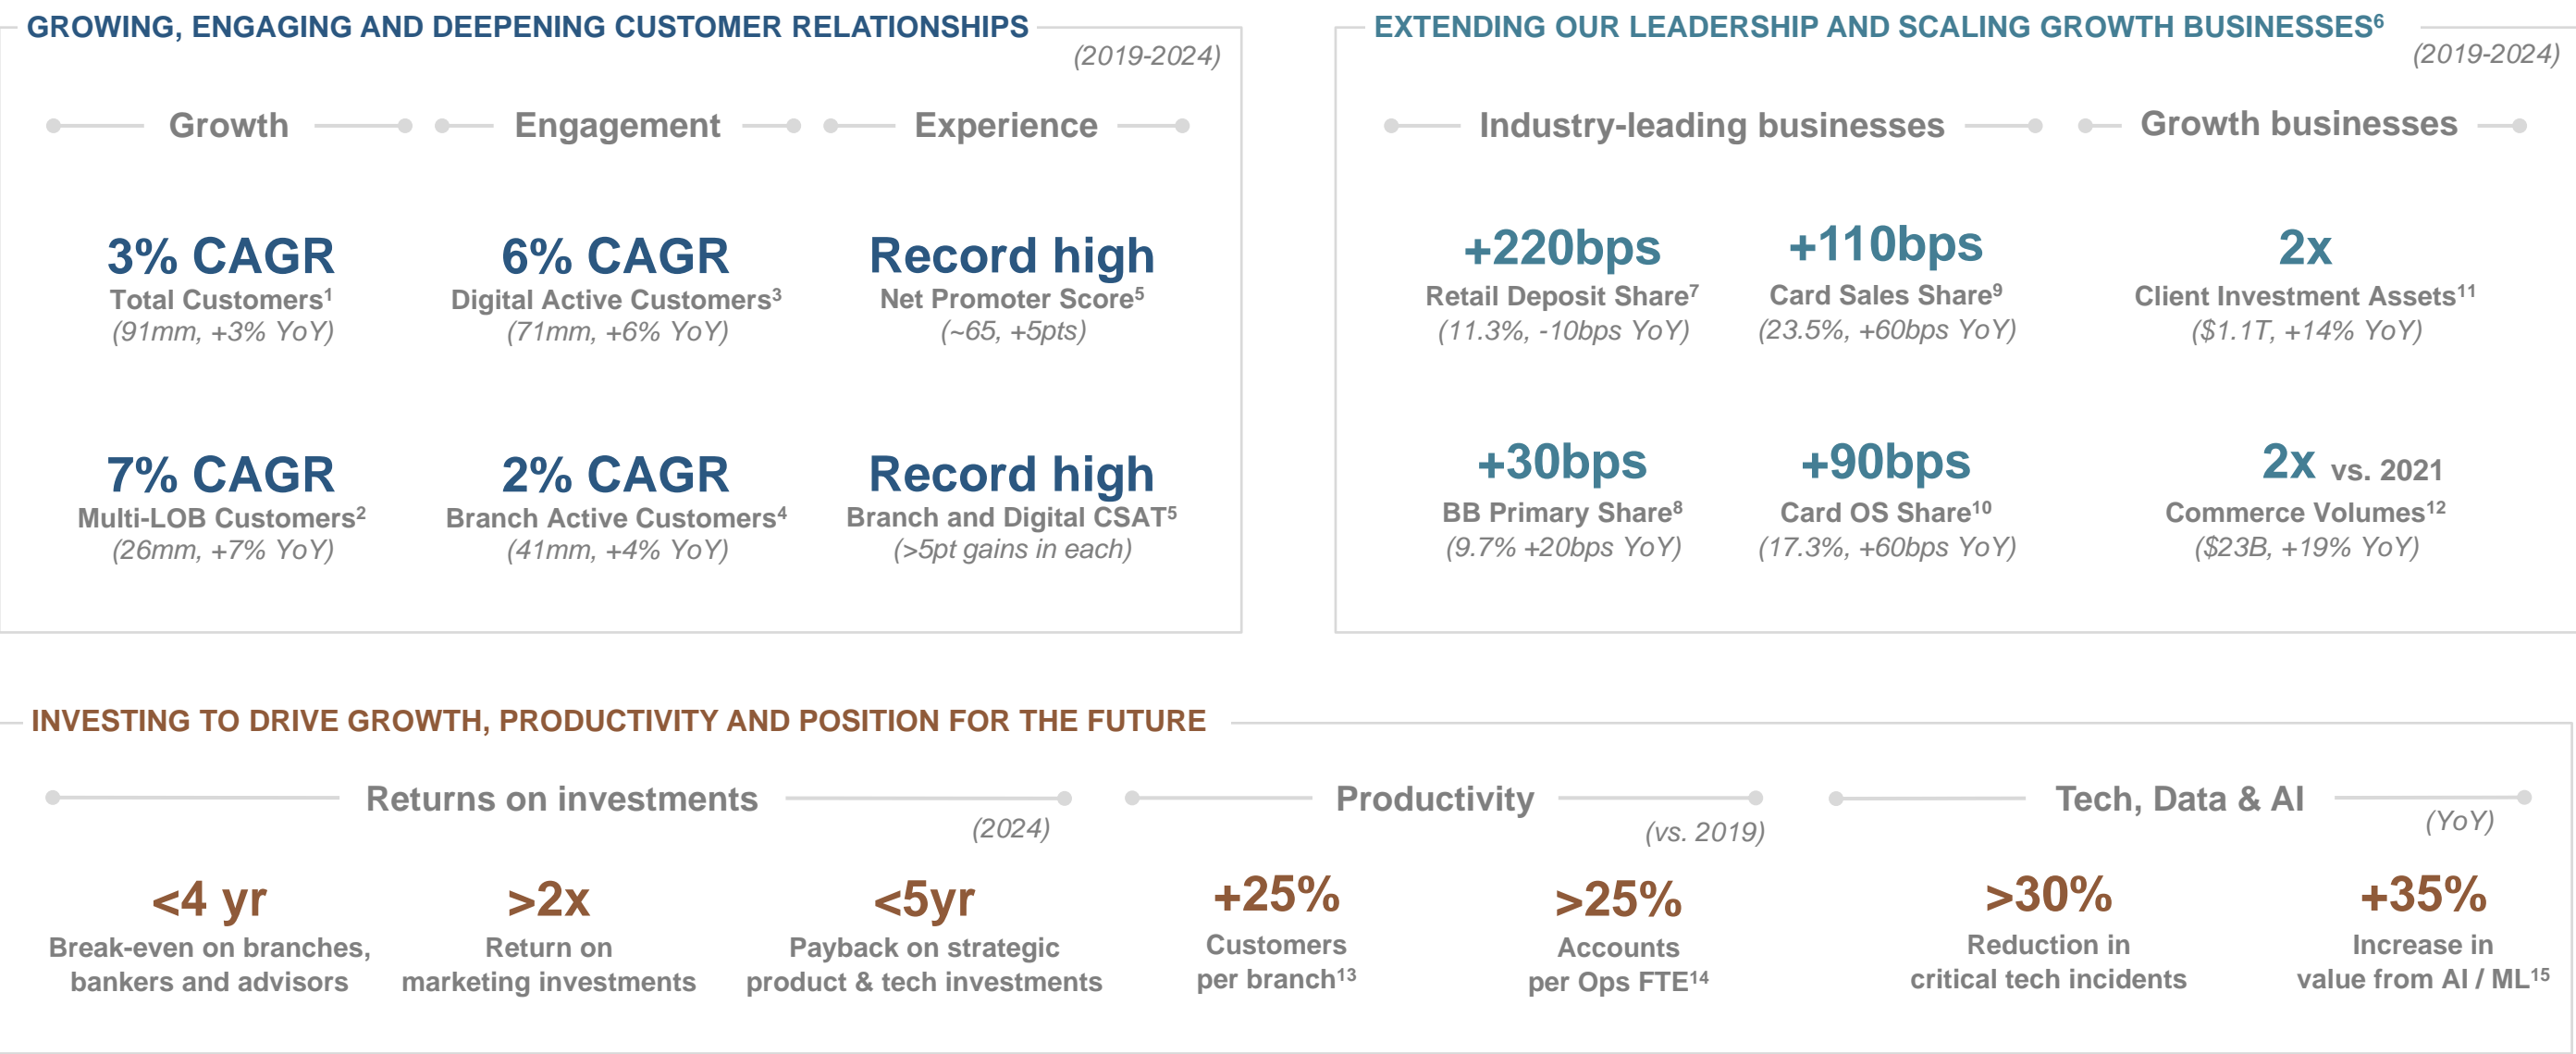 GROWING, ENGAGING AND DEEPENING CUSTOMER RELATIONSHIPS
(2019-2024)
Growth
Engagement
Experience
3% CAGR
Total Customers¹
(91mm, +3% YoY)
6% CAGR
Digital Active Customers³
(71mm, +6% YoY)
Record high
Net Promoter Score⁵
(~65, +5pts)
7% CAGR
Multi-LOB Customers²
(26mm, +7% YoY)
2% CAGR
Branch Active Customers⁴
(41mm, +4% YoY)
Record high
Branch and Digital CSAT⁵
(>5pt gains in each)
EXTENDING OUR LEADERSHIP AND SCALING GROWTH BUSINESSES⁶
(2019-2024)
Industry-leading businesses
Growth businesses
+220bps
Retail Deposit Share⁷
(11.3%, -10bps YoY)
+110bps
Card Sales Share⁹
(23.5%, +60bps YoY)
2x
Client Investment Assets¹¹
($1.1T, +14% YoY)
+30bps
BB Primary Share⁸
(9.7% +20bps YoY)
+90bps
Card OS Share¹⁰
(17.3%, +60bps YoY)
2x vs. 2021
Commerce Volumes¹²
($23B, +19% YoY)
INVESTING TO DRIVE GROWTH, PRODUCTIVITY AND POSITION FOR THE FUTURE
Returns on investments
(2024)
Productivity
(vs. 2019)
Tech, Data & AI
(YoY)
<4 yr
Break-even on branches,
bankers and advisors
>2x
Return on
marketing investments
<5yr
Payback on strategic
product & tech investments
+25%
Customers
per branch¹³
>25%
Accounts
per Ops FTE¹⁴
>30%
Reduction in
critical tech incidents
+35%
Increase in
value from AI / ML¹⁵